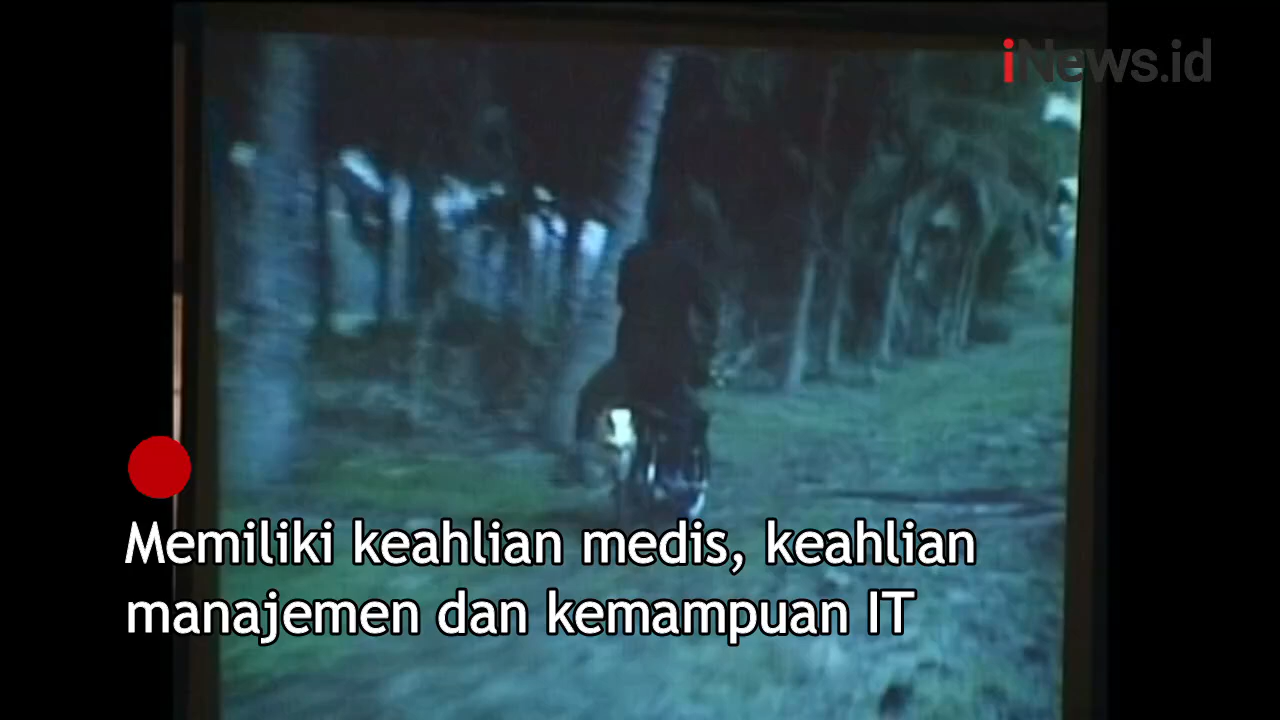 iNews.id
Memiliki keahlian medis, keahlian
manajemen dan kemampuan IT